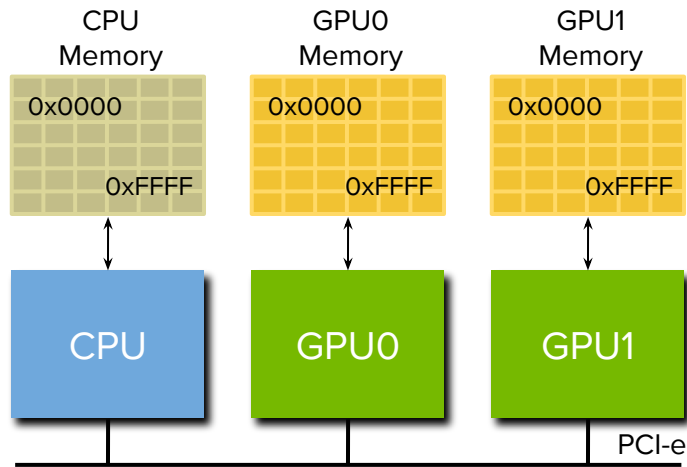 CPU
Memory
GPU0
Memory
GPU1
Memory
0x0000
0xFFFF
0x0000
0xFFFF
0x0000
0xFFFF
CPU
GPU0
GPU1
PCI-e